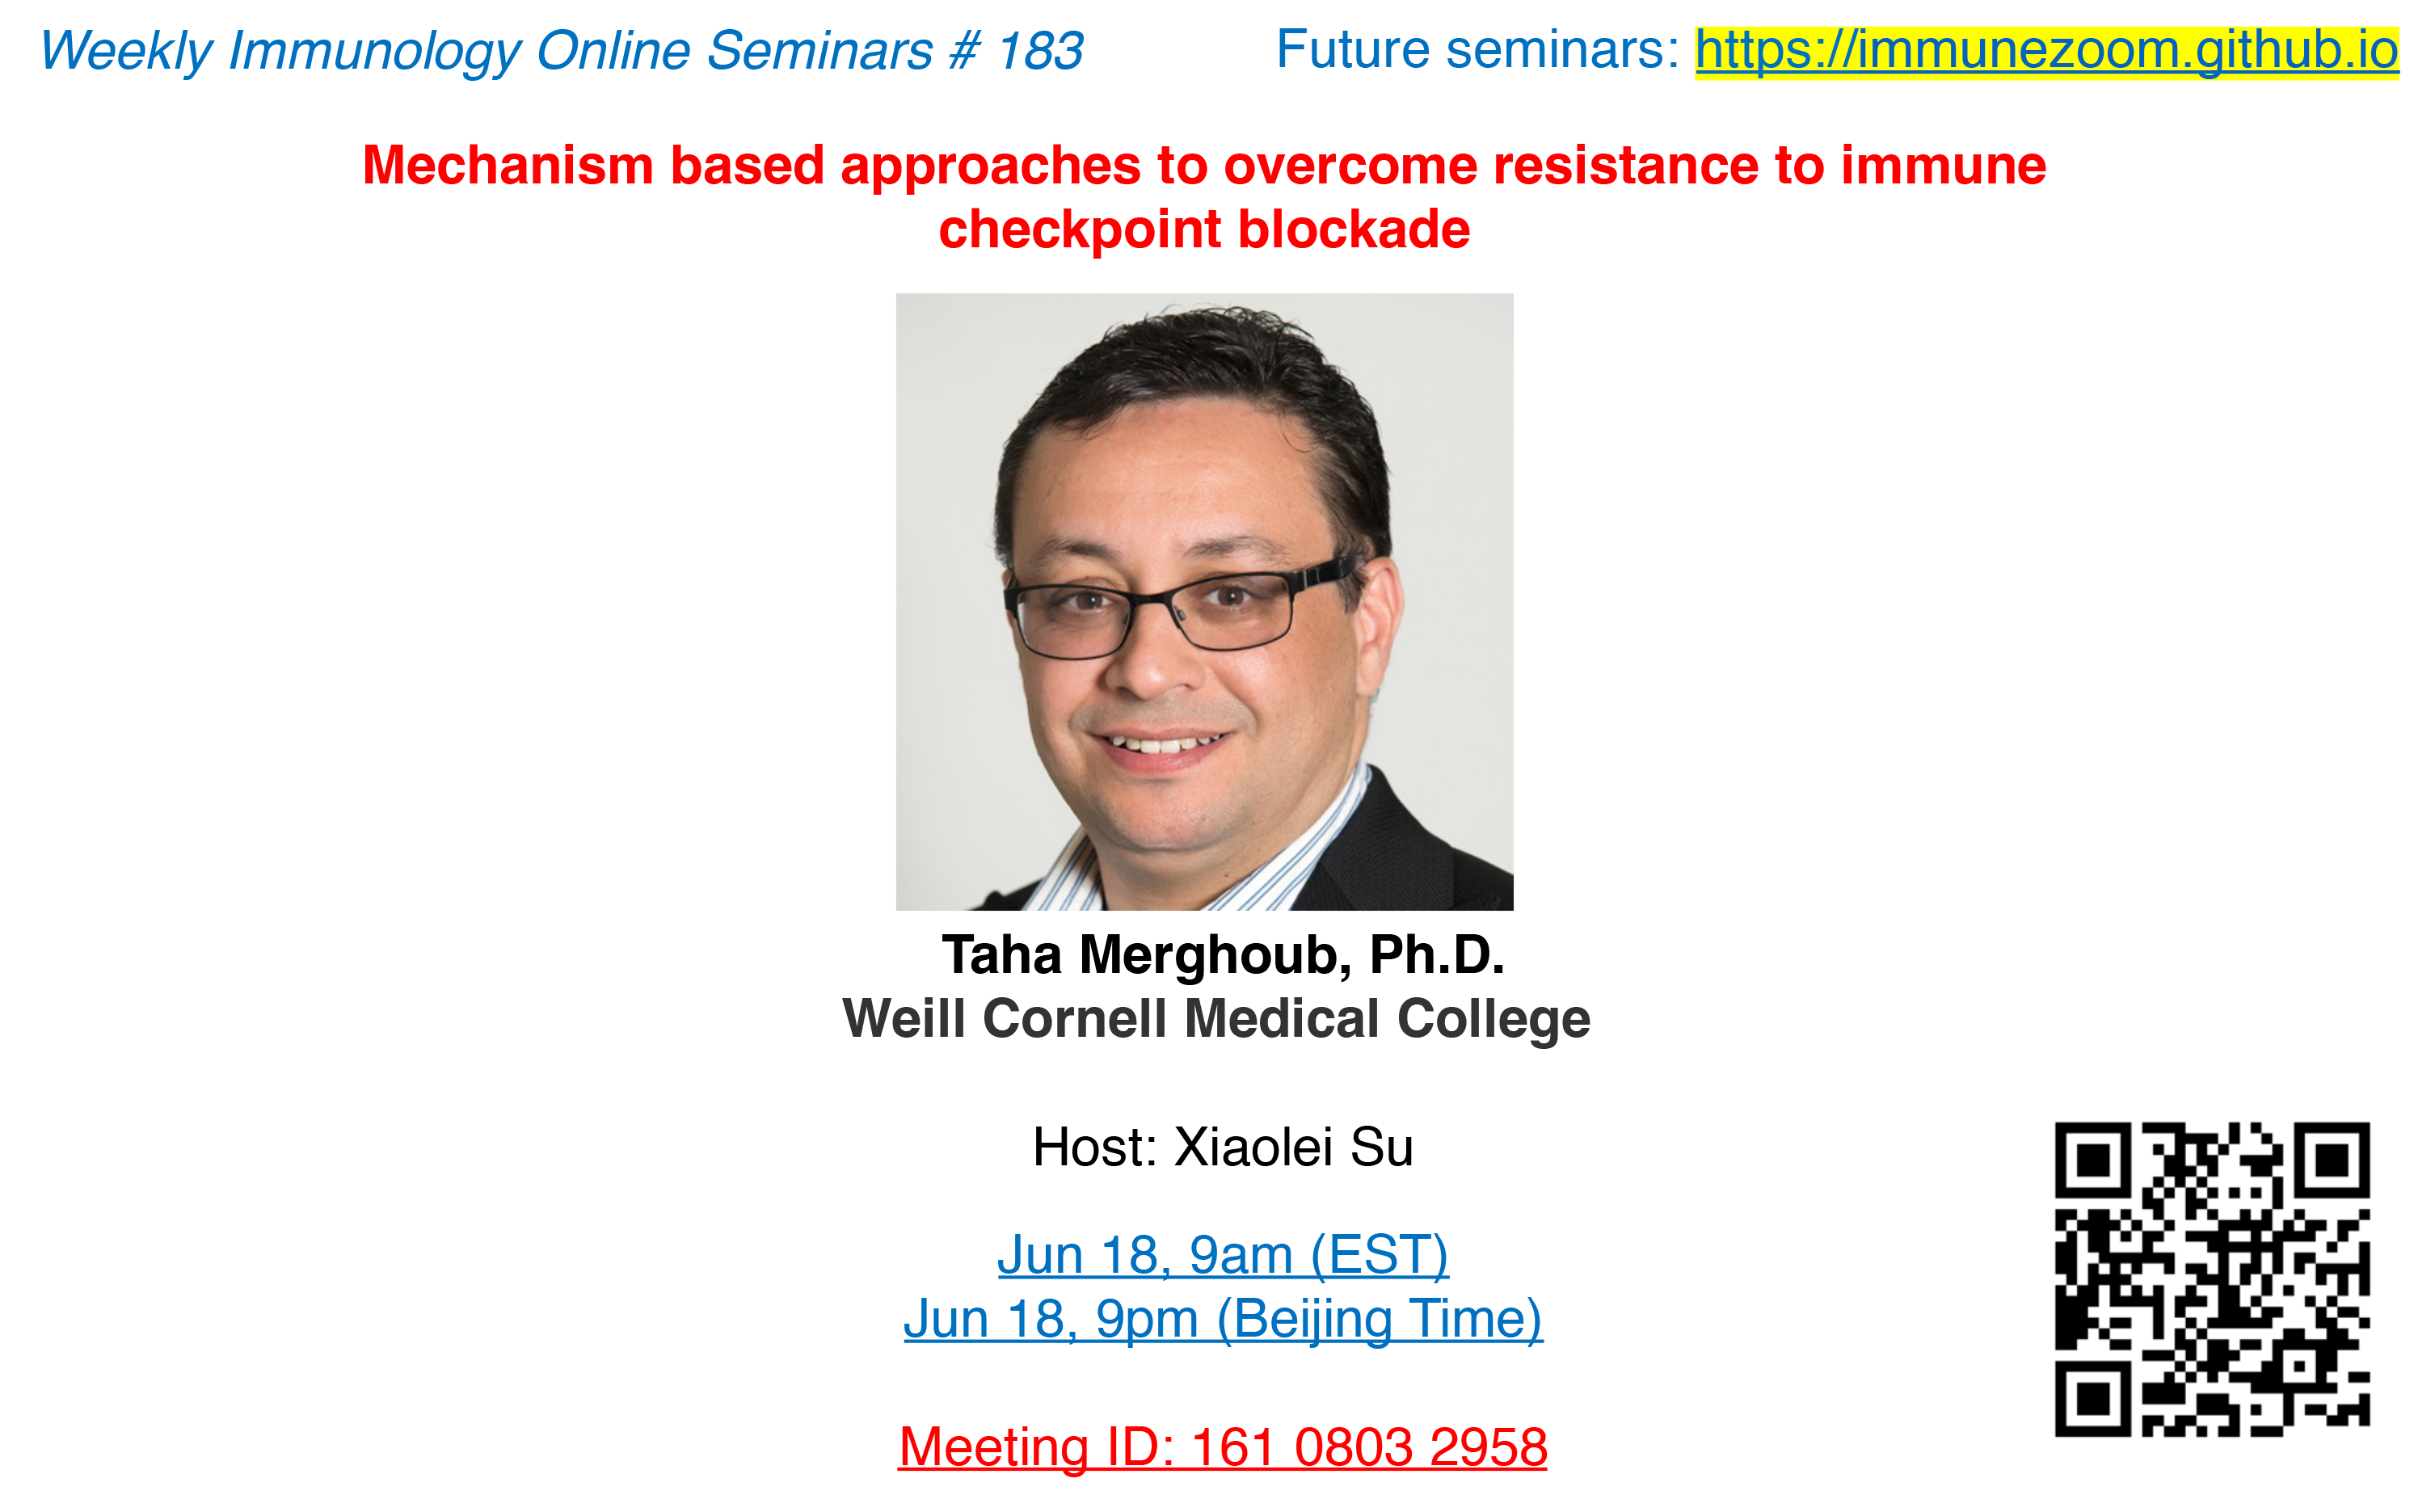 Weekly Immunology Online Seminars # 183
Future seminars: https://immunezoom.github.io
Mechanism based approaches to overcome resistance to immune
checkpoint blockade
Taha Merghoub, Ph.D.
Weill Cornell Medical College
Host: Xiaolei Su
Jun 18, 9am (EST)
Jun 18, 9pm (Beijing Time)
Meeting ID: 161 0803 2958